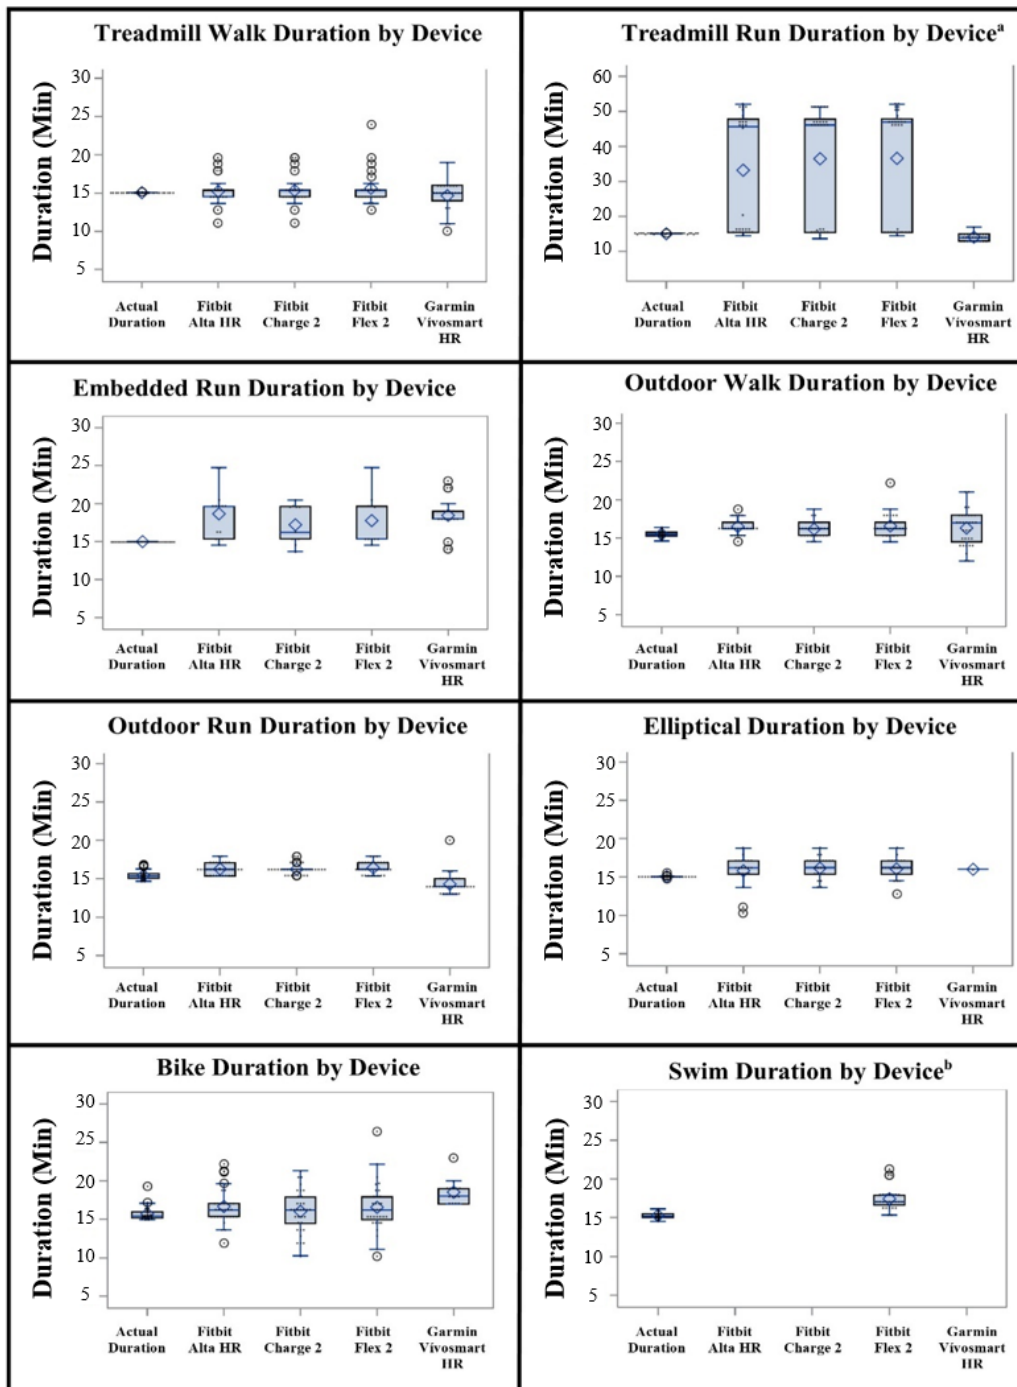 Treadmill Walk Duration by Device
Duration (Min)
30
25
20
15
10
5
Actual Duration
Fitbit Alta HR
Fitbit Charge 2
Fitbit Flex 2
Garmin Vívosmart HR
Treadmill Run Duration by Deviceᵃ
Duration (Min)
60
50
40
30
20
10
Actual Duration
Fitbit Alta HR
Fitbit Charge 2
Fitbit Flex 2
Garmin Vívosmart HR
Embedded Run Duration by Device
Duration (Min)
30
25
20
15
10
5
Actual Duration
Fitbit Alta HR
Fitbit Charge 2
Fitbit Flex 2
Garmin Vívosmart HR
Outdoor Walk Duration by Device
Duration (Min)
30
25
20
15
10
5
Actual Duration
Fitbit Alta HR
Fitbit Charge 2
Fitbit Flex 2
Garmin Vívosmart HR
Outdoor Run Duration by Device
Duration (Min)
30
25
20
15
10
5
Actual Duration
Fitbit Alta HR
Fitbit Charge 2
Fitbit Flex 2
Garmin Vívosmart HR
Elliptical Duration by Device
Duration (Min)
30
25
20
15
10
5
Actual Duration
Fitbit Alta HR
Fitbit Charge 2
Fitbit Flex 2
Garmin Vívosmart HR
Bike Duration by Device
Duration (Min)
30
25
20
15
10
5
Actual Duration
Fitbit Alta HR
Fitbit Charge 2
Fitbit Flex 2
Garmin Vívosmart HR
Swim Duration by Deviceᵇ
Duration (Min)
30
25
20
15
10
5
Actual Duration
Fitbit Alta HR
Fitbit Charge 2
Fitbit Flex 2
Garmin Vívosmart HR